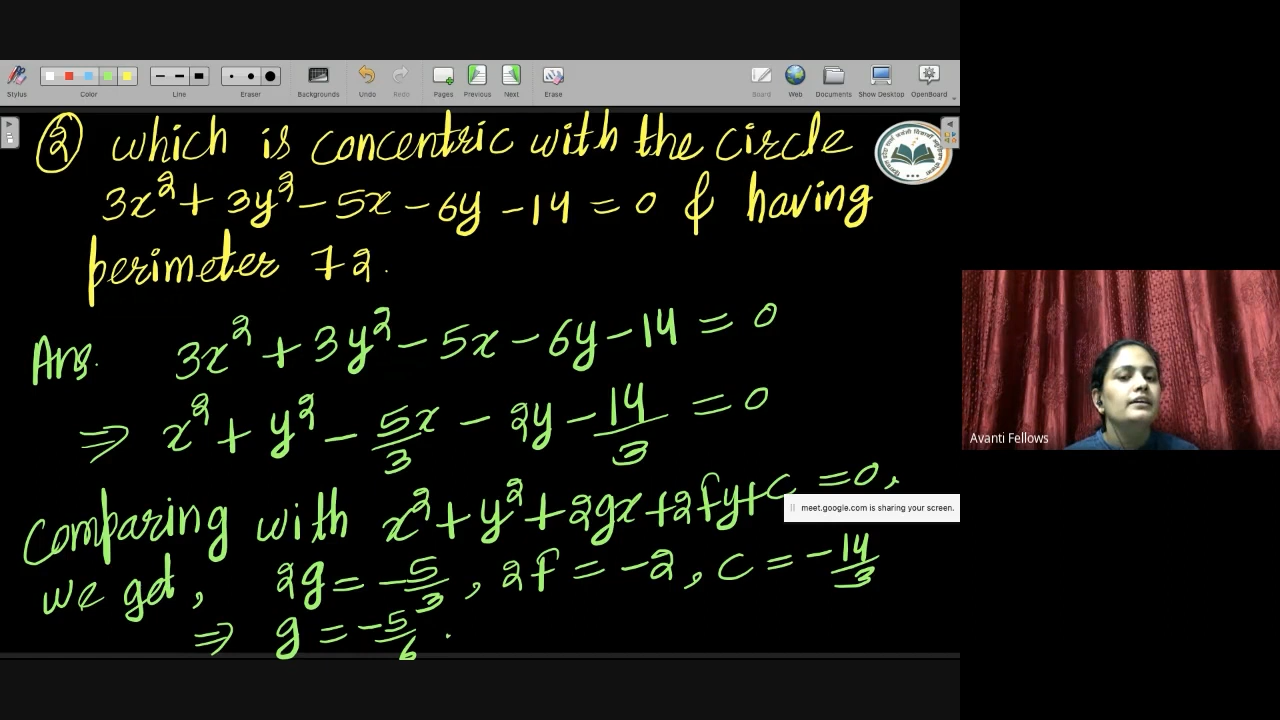 Stylus
Color
Line
Eraser
Backgrounds
Undo
Redo
Pages
Previous
Next
Erase
Board
Web
Documents
Show Desktop
OpenBoard
② which is concentric with the circle
3x² + 3y² - 5x - 6y - 14 = 0 & having
perimeter 72.
Ans. 3x² + 3y² - 5x - 6y - 14 = 0
⇒ x² + y² - 5/3 x - 2y - 14/3 = 0
Comparing with x² + y² + 2gx + 2fy + c = 0,
meet.google.com is sharing your screen.
we get, 2g = -5/3, 2f = -2, c = -14/3
⇒ g = -5/6.
Avanti Fellows